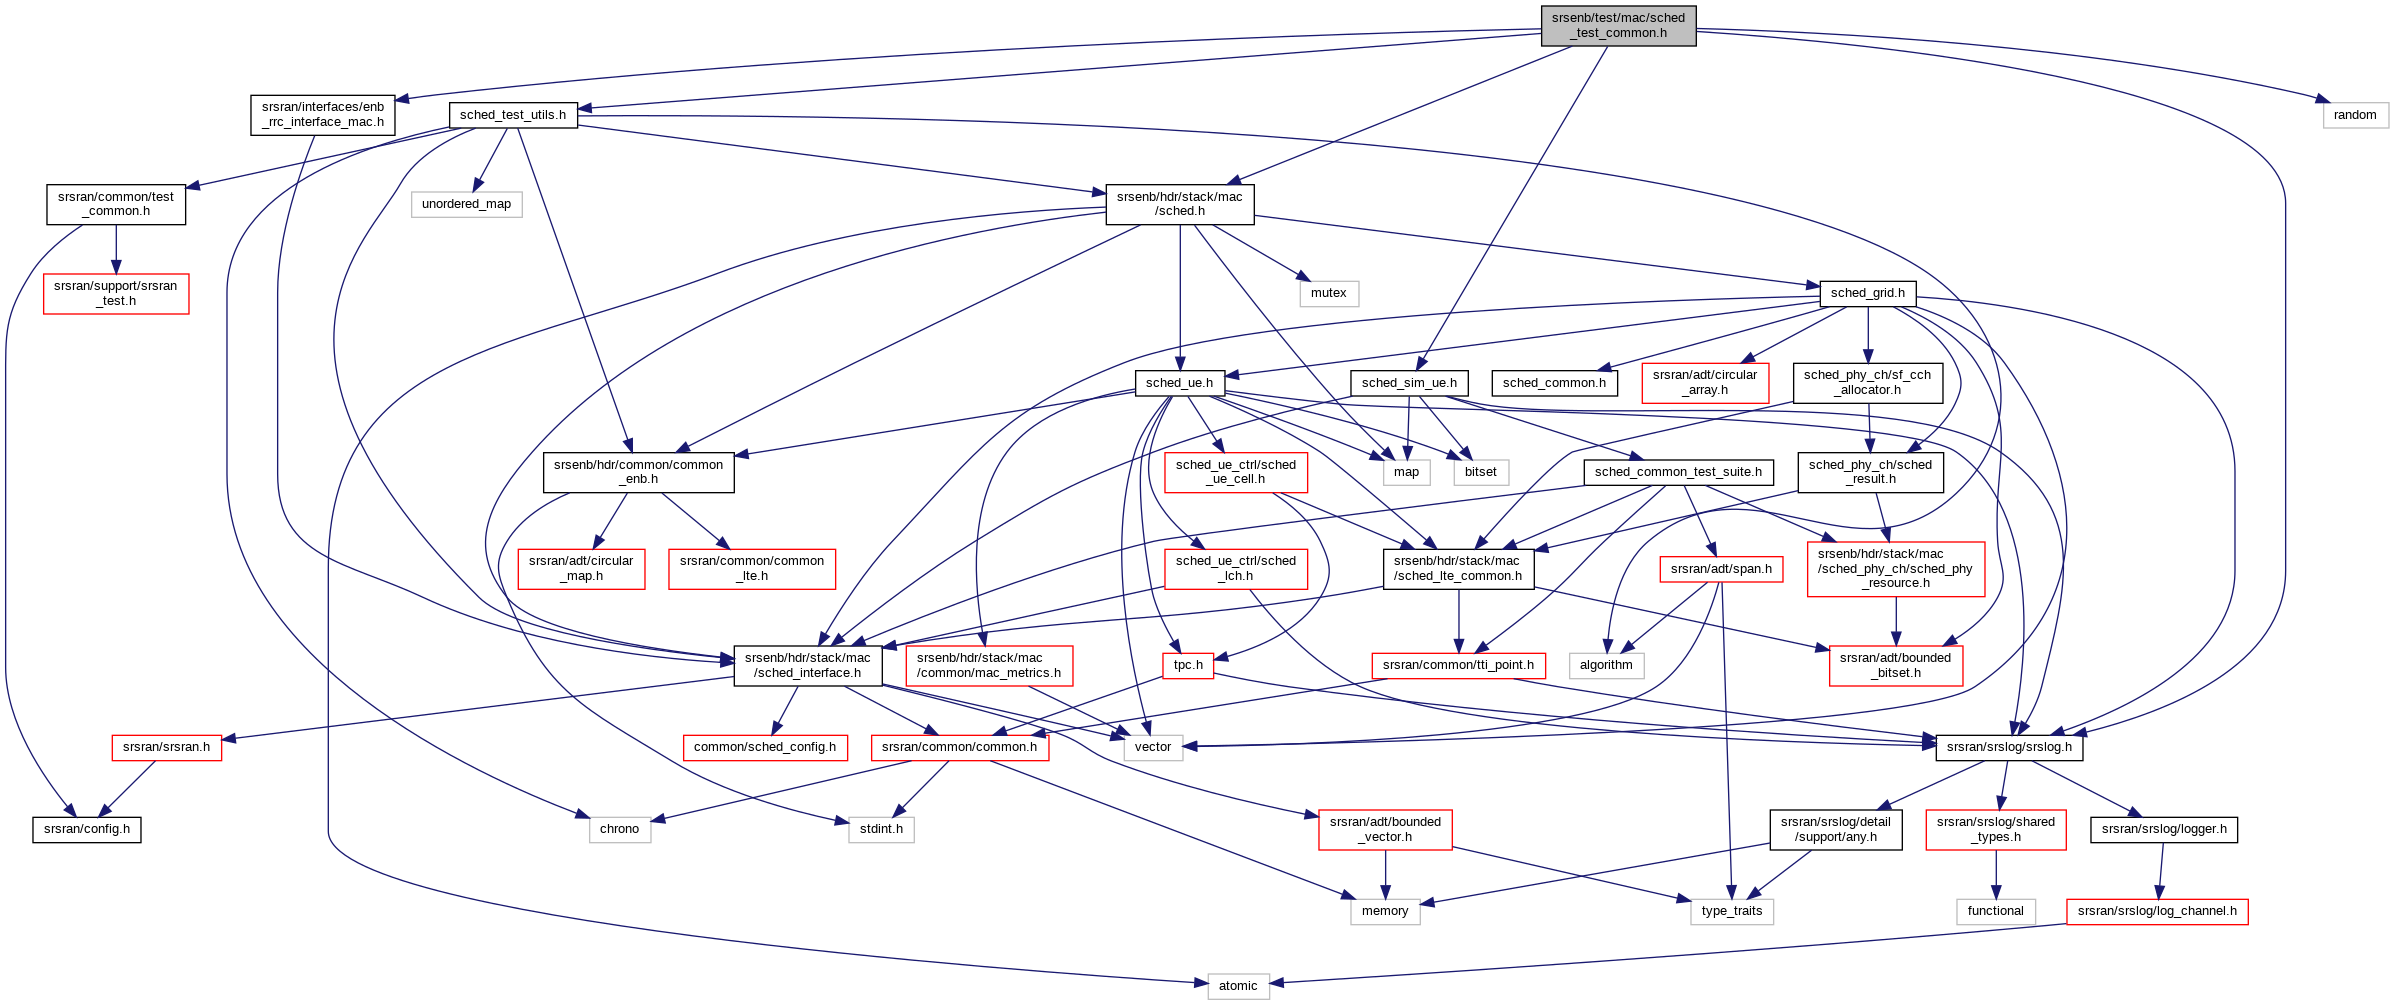 srsenb/test/mac/sched
_test_common.h
srsran/interfaces/enb
_rrc_interface_mac.h
sched_test_utils.h
random
srsran/common/test
_common.h
unordered_map
srsenb/hdr/stack/mac
/sched.h
srsran/support/srsran
_test.h
mutex
sched_grid.h
sched_ue.h
sched_sim_ue.h
sched_common.h
srsran/adt/circular
_array.h
sched_phy_ch/sf_cch
_allocator.h
srsenb/hdr/common/common
_enb.h
sched_ue_ctrl/sched
_ue_cell.h
map
bitset
sched_common_test_suite.h
sched_phy_ch/sched
_result.h
srsran/adt/circular
_map.h
srsran/common/common
_lte.h
sched_ue_ctrl/sched
_lch.h
srsenb/hdr/stack/mac
/sched_lte_common.h
srsran/adt/span.h
srsenb/hdr/stack/mac
/sched_phy_ch/sched_phy
_resource.h
srsenb/hdr/stack/mac
/sched_interface.h
srsenb/hdr/stack/mac
/common/mac_metrics.h
tpc.h
srsran/common/tti_point.h
algorithm
srsran/adt/bounded
_bitset.h
srsran/srsran.h
common/sched_config.h
srsran/common/common.h
vector
srsran/srslog/srslog.h
srsran/config.h
chrono
stdint.h
srsran/adt/bounded
_vector.h
srsran/srslog/detail
/support/any.h
srsran/srslog/shared
_types.h
srsran/srslog/logger.h
memory
type_traits
functional
srsran/srslog/log_channel.h
atomic